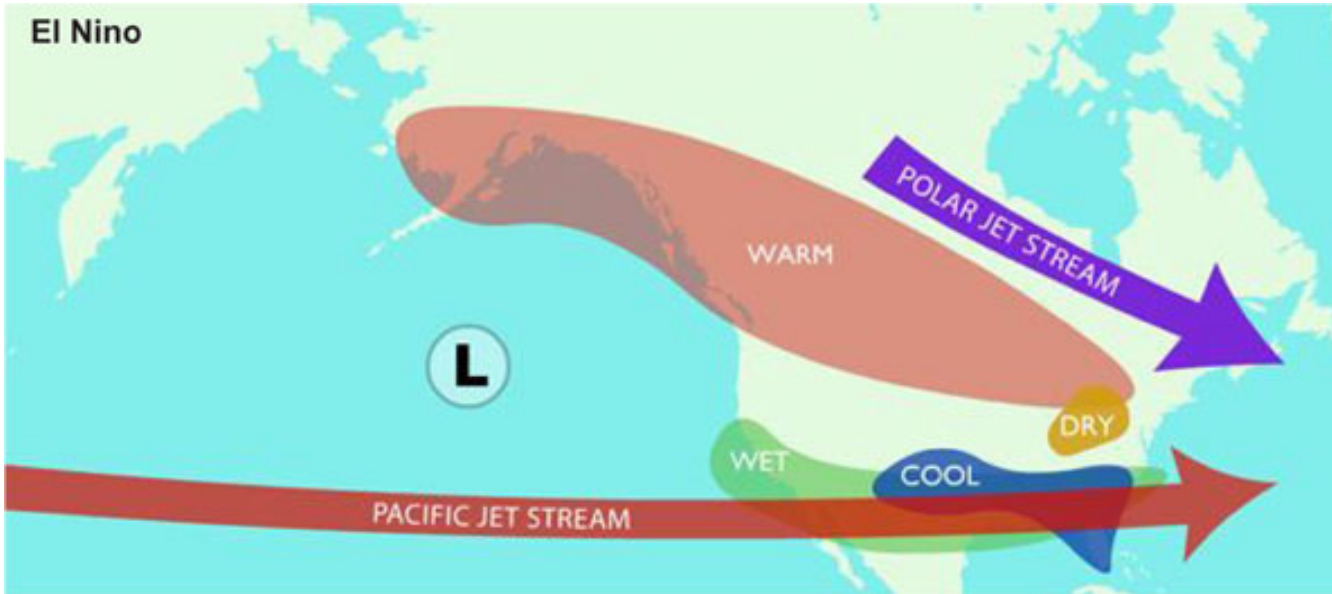 El Nino
POLAR JET STREAM
WARM
L
DRY
WET
COOL
PACIFIC JET STREAM